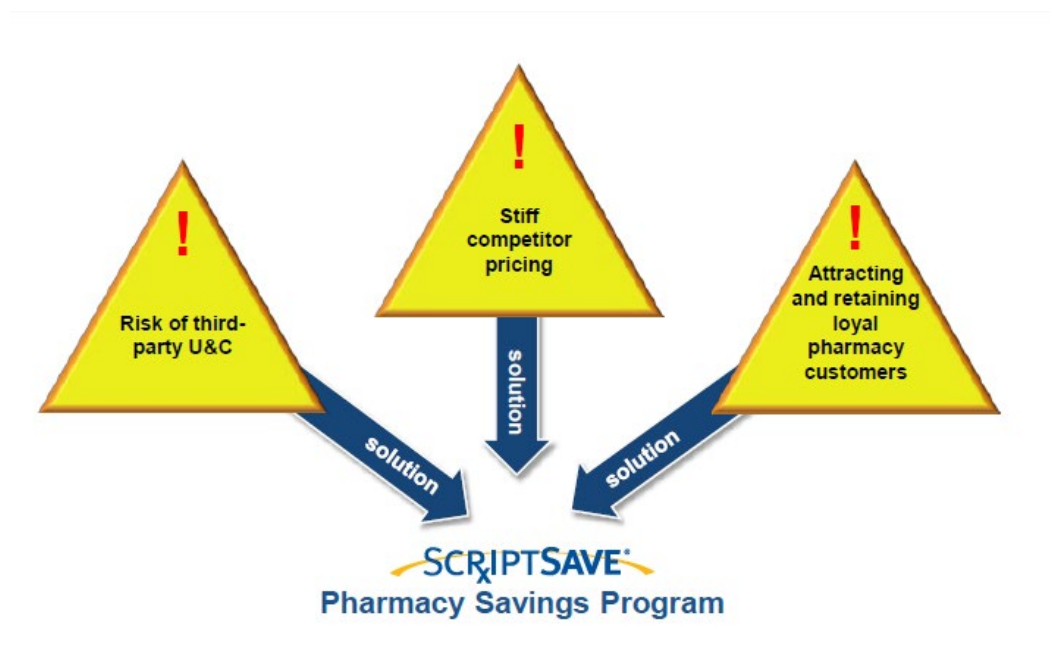 !
Stiff
competitor
pricing
!
Risk of third-
party U&C
!
Attracting
and retaining
loyal
pharmacy
customers
solution
solution
solution
SCRIPTSAVE®
Pharmacy Savings Program